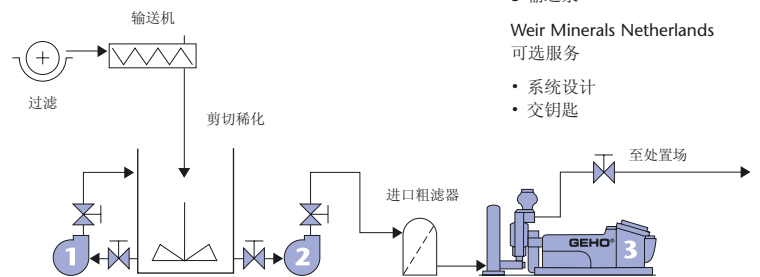 输送机
Weir Minerals Netherlands
可选服务
• 系统设计
• 交钥匙
过滤
剪切稀化
至处置场
进口粗滤器
GEHO®
1
2
3